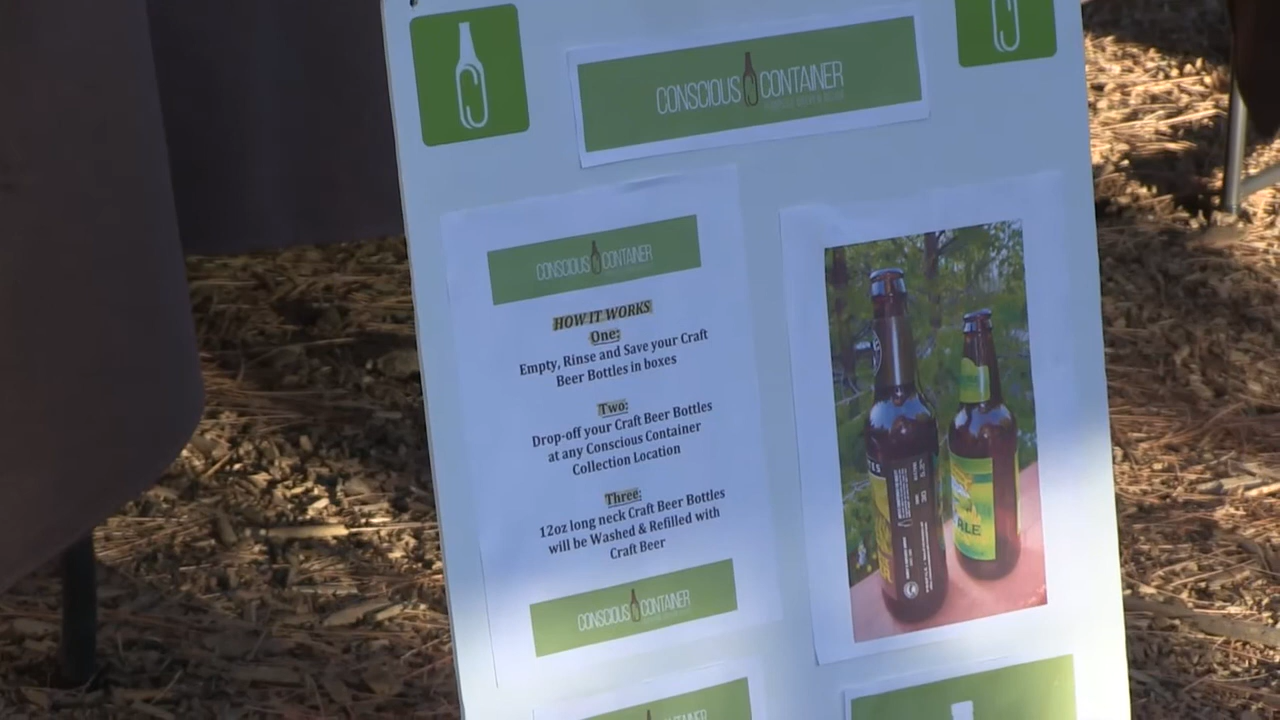 CONSCIOUS CONTAINER
CONSCIOUS CONTAINER
HOW IT WORKS
One:
Empty, Rinse and Save your Craft
Beer Bottles in boxes
Two:
Drop-off your Craft Beer Bottles
at any Conscious Container
Collection Location
Three:
12oz long neck Craft Beer Bottles
will be Washed & Refilled with
Craft Beer
CONSCIOUS CONTAINER
ALE